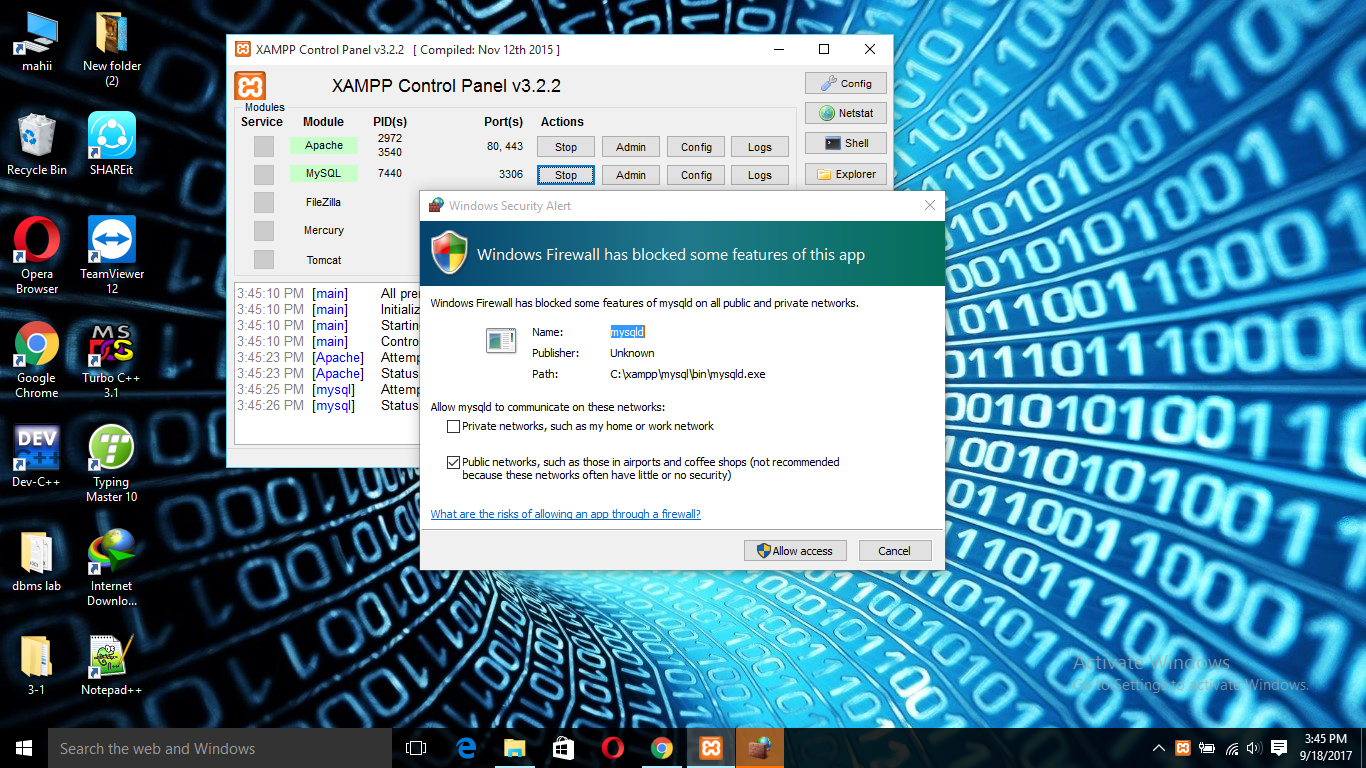 mahii
New folder
(2)
Recycle Bin
SHAREit
Opera
Browser
TeamViewer
12
Google
Chrome
Turbo C++
3.1
Dev-C++
Typing
Master 10
dbms lab
Internet
Downlo...
3-1
Notepad++
XAMPP Control Panel v3.2.2 [ Compiled: Nov 12th 2015 ]
XAMPP Control Panel v3.2.2
Modules
Service Module PID(s) Port(s) Actions
Apache 2972 3540 80, 443 Stop Admin Config Logs
MySQL 7440 3306 Stop Admin Config Logs
FileZilla
Mercury
Tomcat
Config
Netstat
Shell
Explorer
3:45:10 PM [main] All pre
3:45:10 PM [main] Initializ
3:45:10 PM [main] Startin
3:45:10 PM [main] Contro
3:45:23 PM [Apache] Attemp
3:45:23 PM [Apache] Status
3:45:25 PM [mysql] Attemp
3:45:26 PM [mysql] Status
Windows Security Alert
Windows Firewall has blocked some features of this app
Windows Firewall has blocked some features of mysqld on all public and private networks.
Name: mysqld
Publisher: Unknown
Path: C:\xampp\mysql\bin\mysqld.exe
Allow mysqld to communicate on these networks:
Private networks, such as my home or work network
Public networks, such as those in airports and coffee shops (not recommended
because these networks often have little or no security)
What are the risks of allowing an app through a firewall?
Allow access Cancel
Activate Windows
Go to Settings to activate Windows.
Search the web and Windows
3:45 PM
9/18/2017